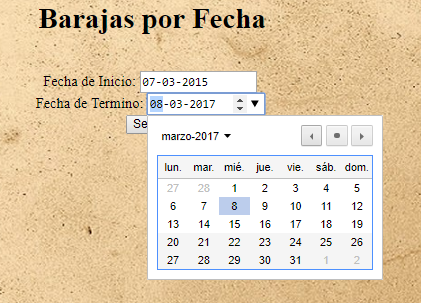 Barajas por Fecha
Fecha de Inicio: 07-03-2015
Fecha de Termino: 08-03-2017
Se
marzo-2017
lun. mar. mié. jue. vie. sáb. dom.
27 28 1 2 3 4 5
6 7 8 9 10 11 12
13 14 15 16 17 18 19
20 21 22 23 24 25 26
27 28 29 30 31 1 2